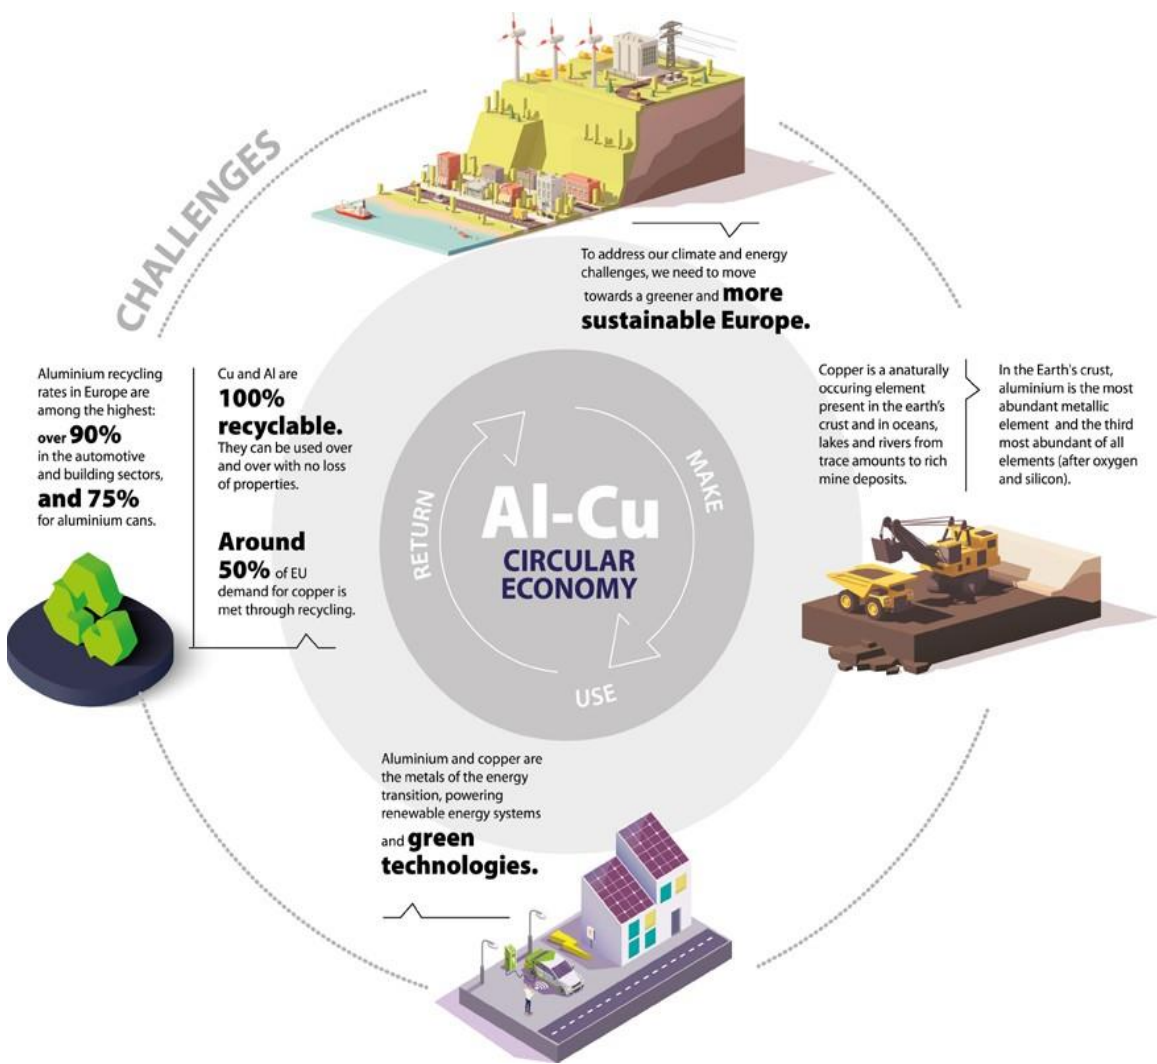 CHALLENGES
To address our climate and energy
challenges, we need to move
towards a greener and more
sustainable Europe.
Aluminium recycling
rates in Europe are
among the highest:
over 90%
in the automotive
and building sectors,
and 75%
for aluminium cans.
Cu and Al are
100%
recyclable.
They can be used over
and over with no loss
of properties.
Around
50% of EU
demand for copper is
met through recycling.
RETURN
MAKE
USE
Al-Cu
CIRCULAR
ECONOMY
Copper is a anaturally
occuring element
present in the earth's
crust and in oceans,
lakes and rivers from
trace amounts to rich
mine deposits.
In the Earth's crust,
aluminium is the most
abundant metallic
element and the third
most abundant of all
elements (after oxygen
and silicon).
Aluminium and copper are
the metals of the energy
transition, powering
renewable energy systems
and green
technologies.